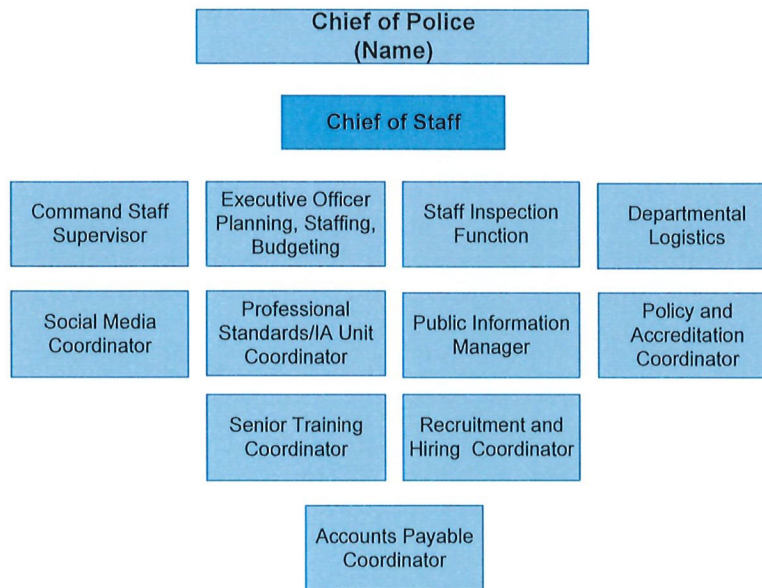 Chief of Police
(Name)
Chief of Staff
Command Staff
Supervisor
Executive Officer
Planning, Staffing,
Budgeting
Staff Inspection
Function
Departmental
Logistics
Social Media
Coordinator
Professional
Standards/IA Unit
Coordinator
Public Information
Manager
Policy and
Accreditation
Coordinator
Senior Training
Coordinator
Recruitment and
Hiring Coordinator
Accounts Payable
Coordinator